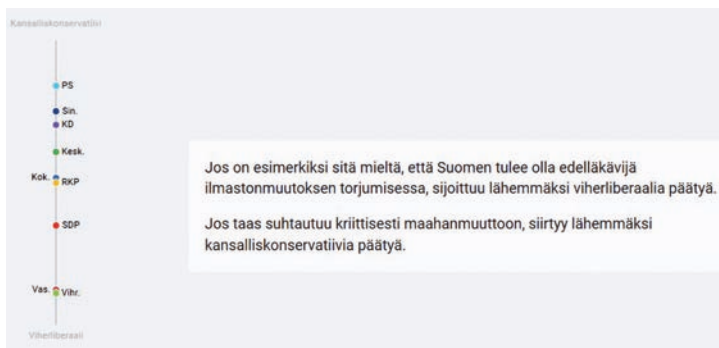 Kansalliskonservatiivi
PS
Sin.
KD
Kesk.
Kok.
RKP
SDP
Vas.
Vihr.
Viherliberaali
Jos on esimerkiksi sitä mieltä, että Suomen tulee olla edelläkävijä
ilmastonmuutoksen torjumisessa, sijoittuu lähemmäksi viherliberaalia päätyä.
Jos taas suhtautuu kriittisesti maahanmuuttoon, siirtyy lähemmäksi
kansalliskonservatiivia päätyä.